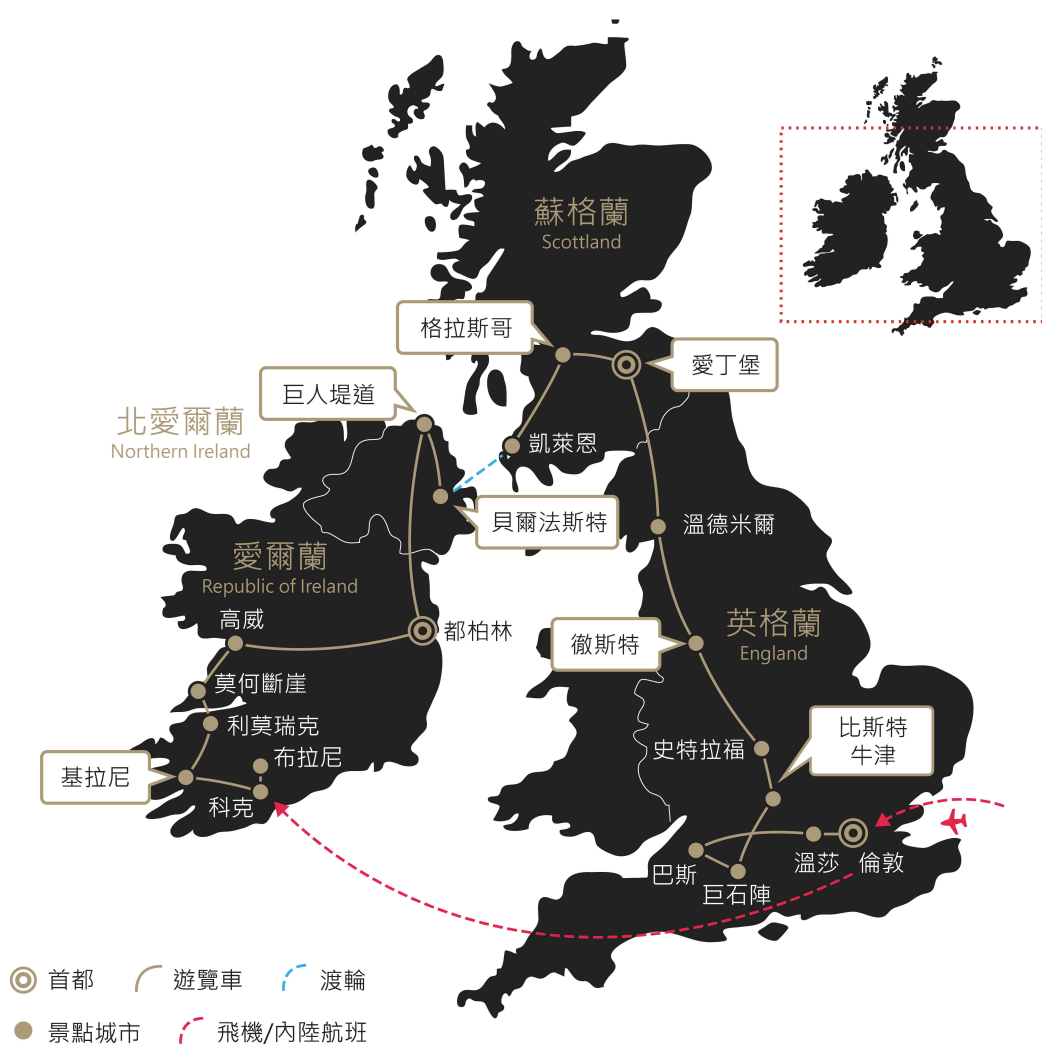 蘇格蘭
Scottland
格拉斯哥
愛丁堡
巨人堤道
北愛爾蘭
Northern Ireland
凱萊恩
貝爾法斯特
溫德米爾
愛爾蘭
Republic of Ireland
高威
都柏林
徹斯特
英格蘭
England
莫何斷崖
利莫瑞克
布拉尼
基拉尼
科克
史特拉福
比斯特
牛津
溫莎
倫敦
巴斯
巨石陣
首都
遊覽車
渡輪
景點城市
飛機/內陸航班